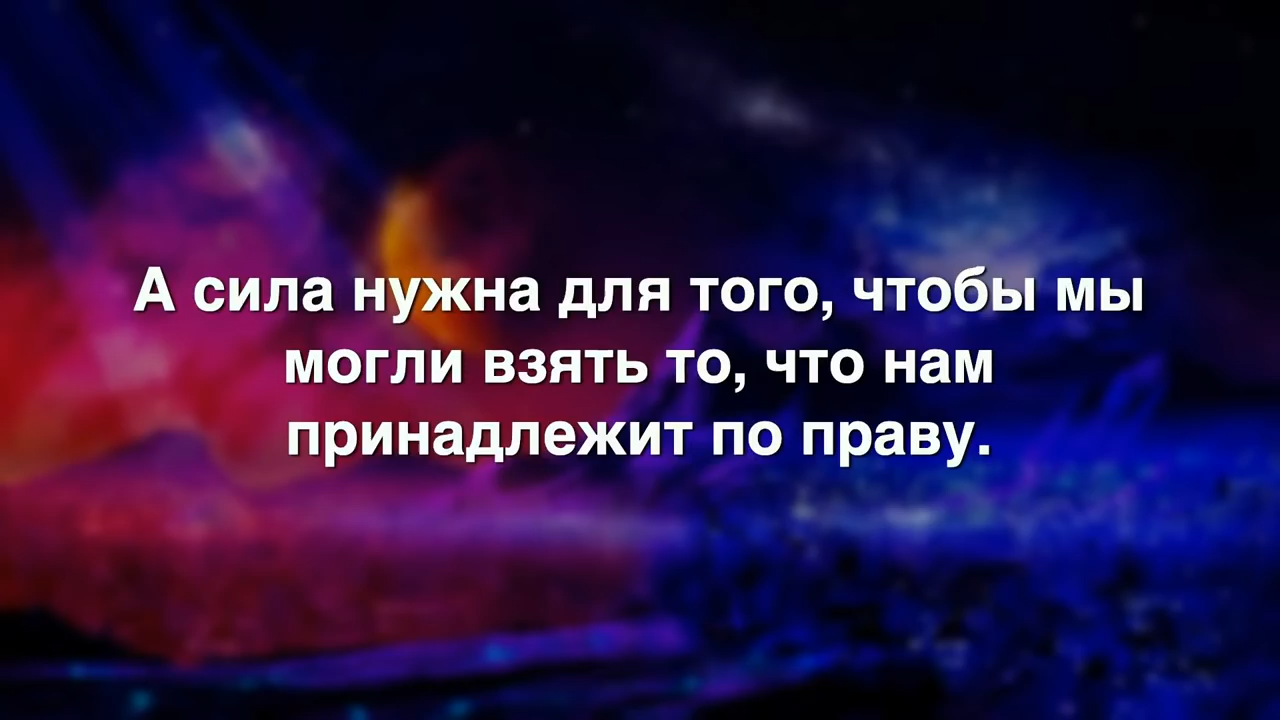 А сила нужна для того, чтобы мы
могли взять то, что нам
принадлежит по праву.